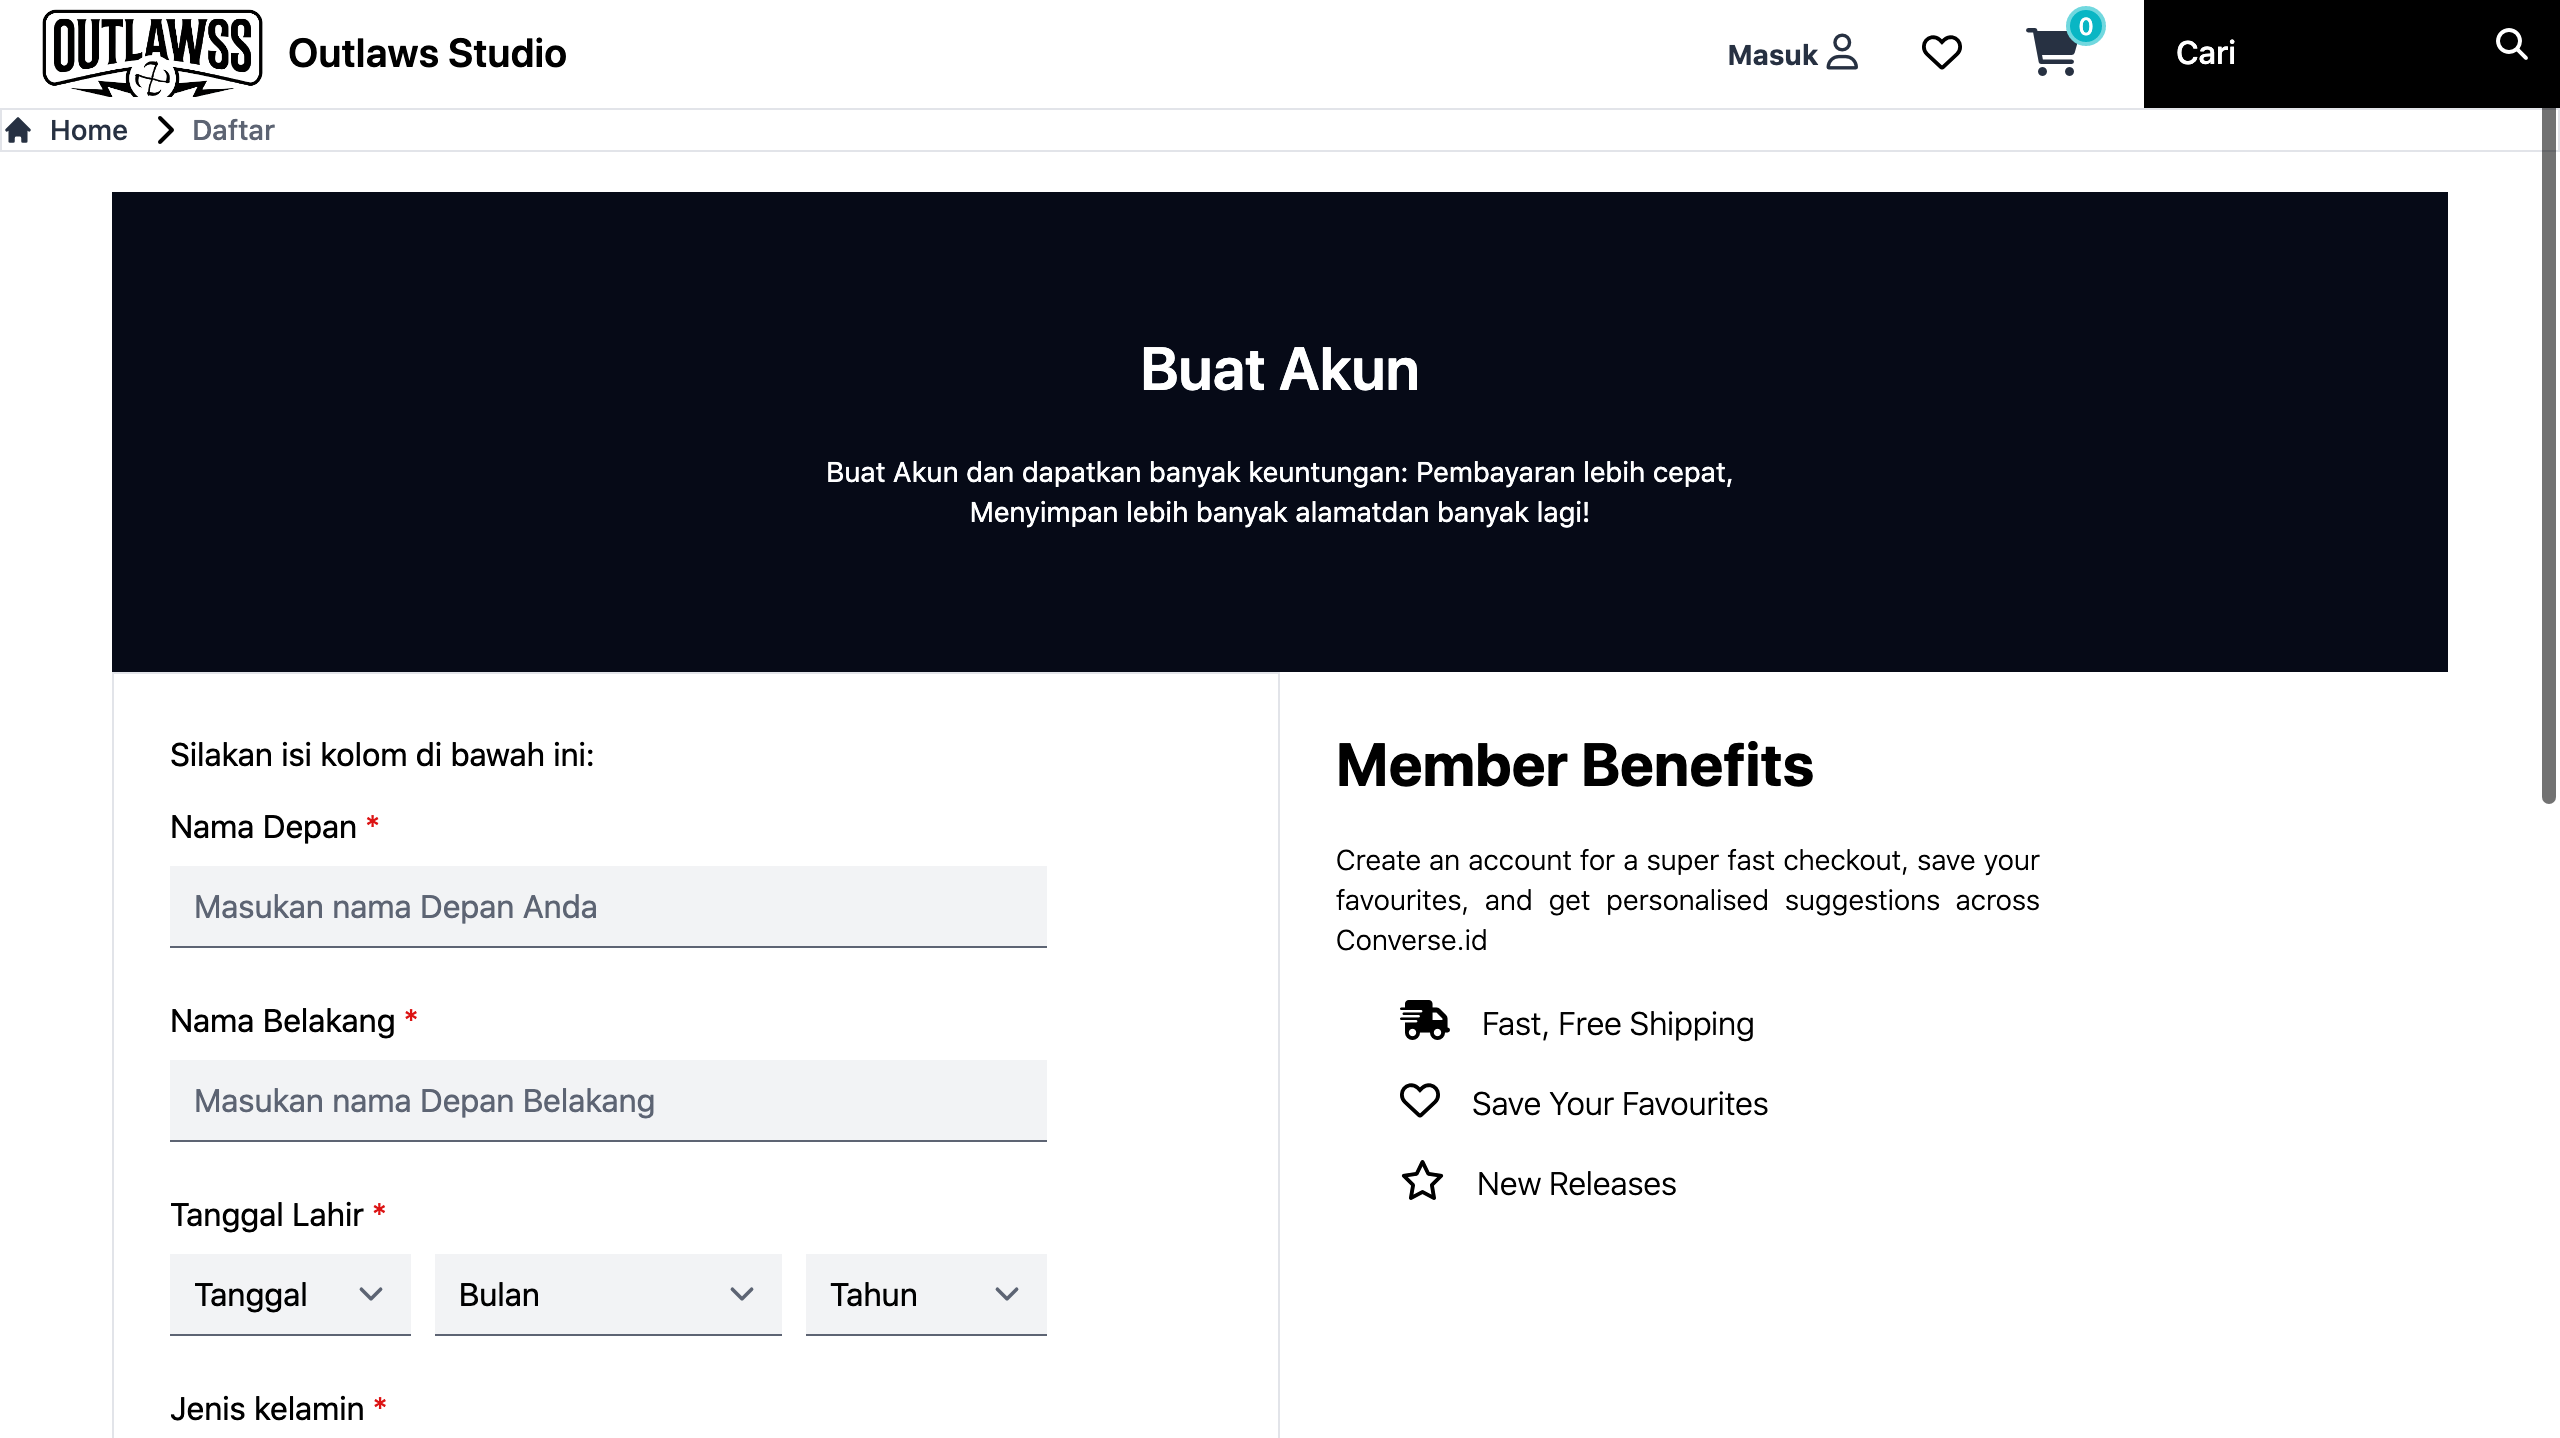 OUTLAWSS
Outlaws Studio
Masuk
0
Cari
Home
Daftar
Buat Akun
Buat Akun dan dapatkan banyak keuntungan: Pembayaran lebih cepat,
Menyimpan lebih banyak alamatdan banyak lagi!
Silakan isi kolom di bawah ini:
Nama Depan *
Masukan nama Depan Anda
Nama Belakang *
Masukan nama Depan Belakang
Tanggal Lahir *
Tanggal
Bulan
Tahun
Jenis kelamin *
Member Benefits
Create an account for a super fast checkout, save your
favourites, and get personalised suggestions across
Converse.id
Fast, Free Shipping
Save Your Favourites
New Releases